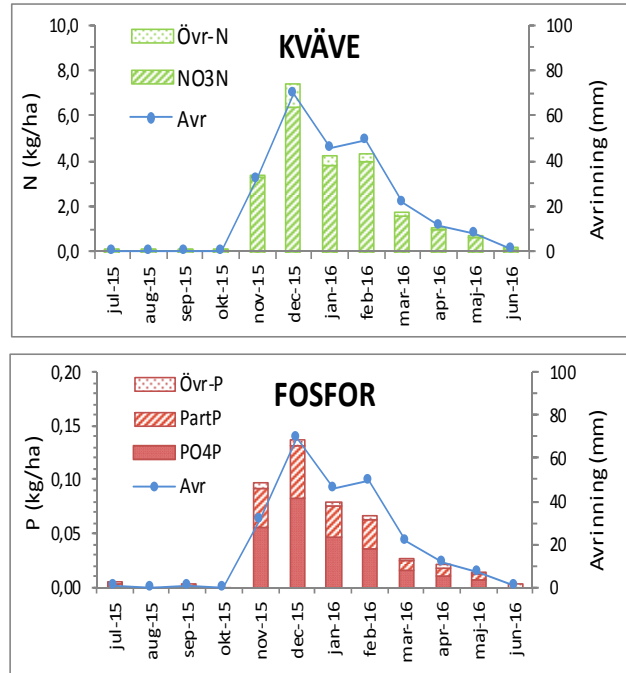 KVÄVE
Övr-N
NO3N
Avr
N (kg/ha)
10,0
8,0
6,0
4,0
2,0
0,0
Avrinning (mm)
100
80
60
40
20
0
jul-15
aug-15
sep-15
okt-15
nov-15
dec-15
jan-16
feb-16
mar-16
apr-16
maj-16
jun-16
FOSFOR
Övr-P
PartP
PO4P
Avr
P (kg/ha)
0,20
0,15
0,10
0,05
0,00
Avrinning (mm)
100
80
60
40
20
0
jul-15
aug-15
sep-15
okt-15
nov-15
dec-15
jan-16
feb-16
mar-16
apr-16
maj-16
jun-16